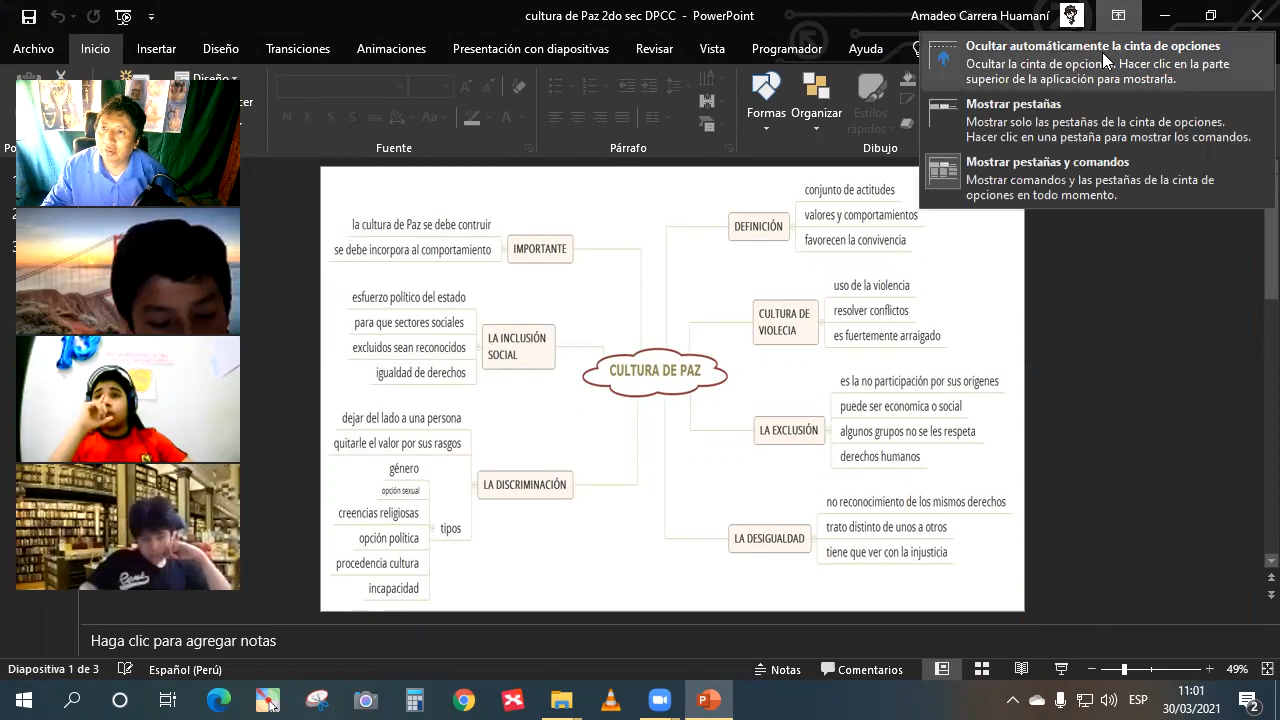 cultura de Paz 2do sec DPCC - PowerPoint
Amadeo Carrera Huamaní
Archivo Inicio Insertar Diseño Transiciones Animaciones Presentación con diapositivas Revisar Vista Programador Ayuda
Ocultar automáticamente la cinta de opciones
Ocultar la cinta de opciones. Hacer clic en la parte
superior de la aplicación para mostrarla.
Mostrar pestañas
Mostrar solo las pestañas de la cinta de opciones.
Hacer clic en una pestaña para mostrar los comandos.
Mostrar pestañas y comandos
Mostrar comandos y las pestañas de la cinta de
opciones en todo momento.
Diseño
Formas Organizar Estilos
rápidos
Fuente Párrafo Dibujo
CULTURA DE PAZ
IMPORTANTE
la cultura de Paz se debe contruir
se debe incorpora al comportamiento
LA INCLUSIÓN
SOCIAL
esfuerzo político del estado
para que sectores sociales
excluidos sean reconocidos
igualdad de derechos
LA DISCRIMINACIÓN
dejar del lado a una persona
quitarle el valor por sus rasgos
tipos
género
opción sexual
creencias religiosas
opción política
procedencia cultura
incapacidad
DEFINICIÓN
conjunto de actitudes
valores y comportamientos
favorecen la convivencia
CULTURA DE
VIOLECIA
uso de la violencia
resolver conflictos
es fuertemente arraigado
LA EXCLUSIÓN
es la no participación por sus origenes
puede ser economica o social
algunos grupos no se les respeta
derechos humanos
LA DESIGUALDAD
no reconocimiento de los mismos derechos
trato distinto de unos a otros
tiene que ver con la injusticia
Haga clic para agregar notas
Diapositiva 1 de 3 Español (Perú) Notas Comentarios 49%
ESP
11:01
30/03/2021
2